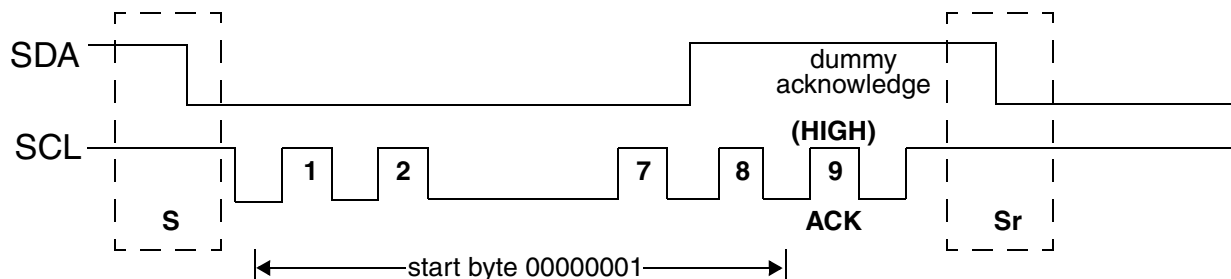 SDA
dummy
acknowledge
SCL
(HIGH)
1 2 7 8 9
S ACK Sr
start byte 00000001